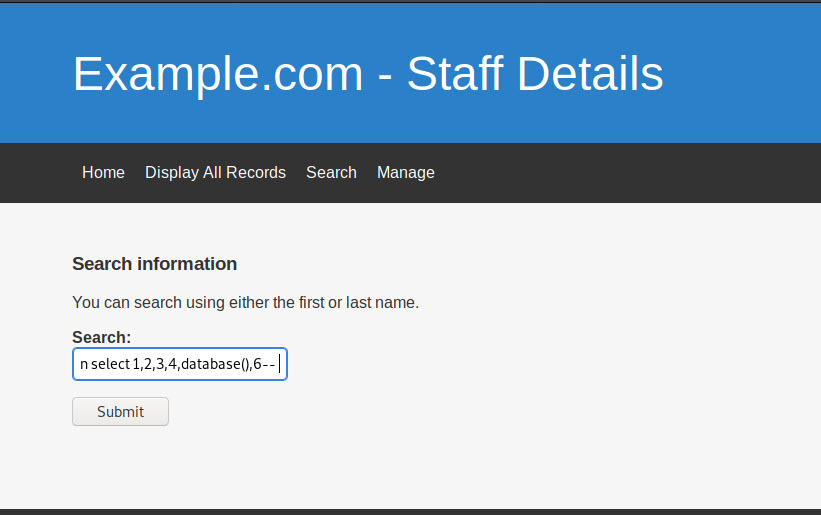 Example.com - Staff Details
Home Display All Records Search Manage
Search information
You can search using either the first or last name.
Search:
n select 1,2,3,4,database(),6--
Submit